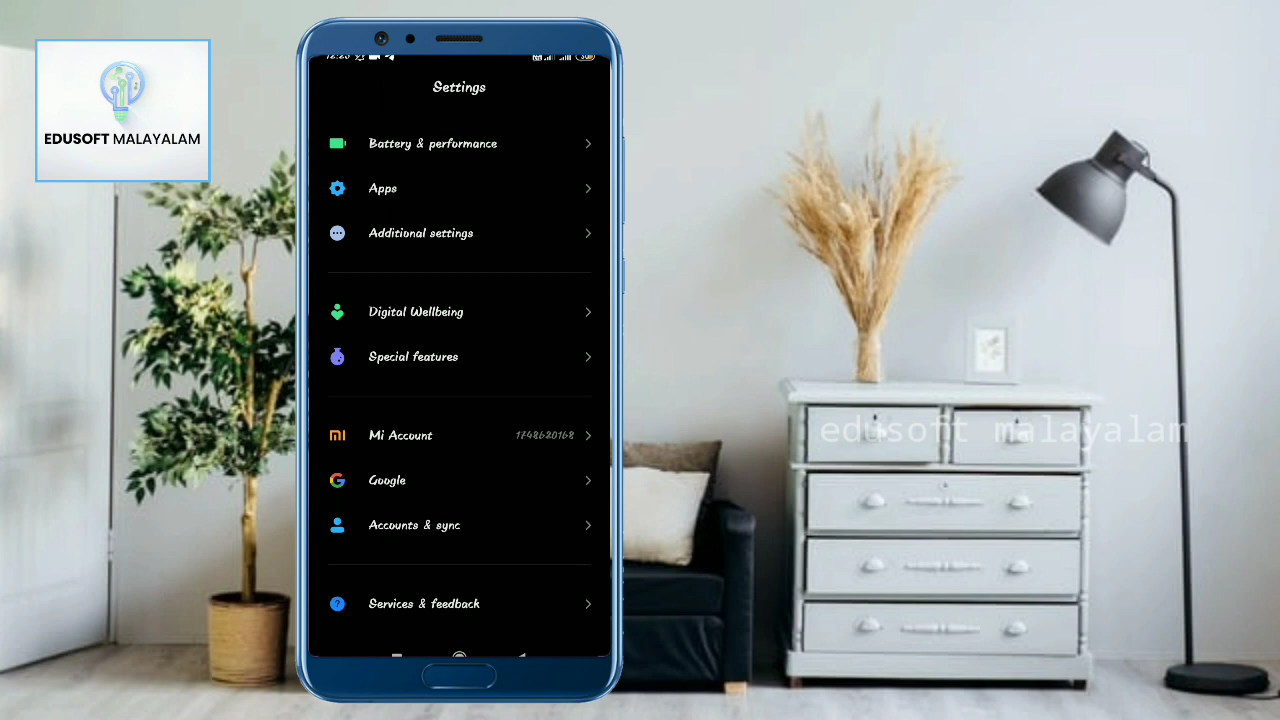 EDUSOFT MALAYALAM
Settings
Battery & performance
Apps
Additional settings
Digital Wellbeing
Special features
Mi Account 1748620168
Google
Accounts & sync
Services & feedback
edusoft malayalam